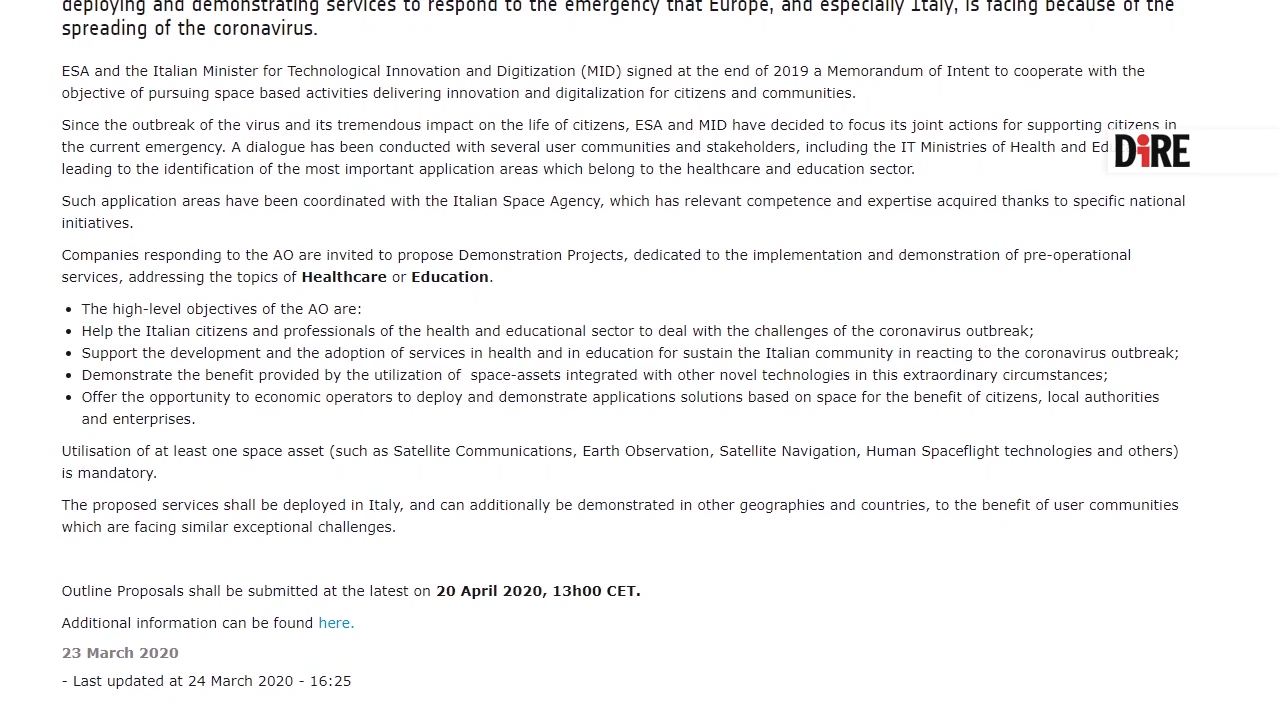 deploying and demonstrating services to respond to the emergency that Europe, and especially Italy, is facing because of the
spreading of the coronavirus.
ESA and the Italian Minister for Technological Innovation and Digitization (MID) signed at the end of 2019 a Memorandum of Intent to cooperate with the
objective of pursuing space based activities delivering innovation and digitalization for citizens and communities.
Since the outbreak of the virus and its tremendous impact on the life of citizens, ESA and MID have decided to focus its joint actions for supporting citizens in
the current emergency. A dialogue has been conducted with several user communities and stakeholders, including the IT Ministries of Health and
DiRE
leading to the identification of the most important application areas which belong to the healthcare and education sector.
Such application areas have been coordinated with the Italian Space Agency, which has relevant competence and expertise acquired thanks to specific national
initiatives.
Companies responding to the AO are invited to propose Demonstration Projects, dedicated to the implementation and demonstration of pre-operational
services, addressing the topics of Healthcare or Education.
• The high-level objectives of the AO are:
• Help the Italian citizens and professionals of the health and educational sector to deal with the challenges of the coronavirus outbreak;
• Support the development and the adoption of services in health and in education for sustain the Italian community in reacting to the coronavirus outbreak;
• Demonstrate the benefit provided by the utilization of space-assets integrated with other novel technologies in this extraordinary circumstances;
• Offer the opportunity to economic operators to deploy and demonstrate applications solutions based on space for the benefit of citizens, local authorities
and enterprises.
Utilisation of at least one space asset (such as Satellite Communications, Earth Observation, Satellite Navigation, Human Spaceflight technologies and others)
is mandatory.
The proposed services shall be deployed in Italy, and can additionally be demonstrated in other geographies and countries, to the benefit of user communities
which are facing similar exceptional challenges.
Outline Proposals shall be submitted at the latest on 20 April 2020, 13h00 CET.
Additional information can be found here.
23 March 2020
- Last updated at 24 March 2020 - 16:25